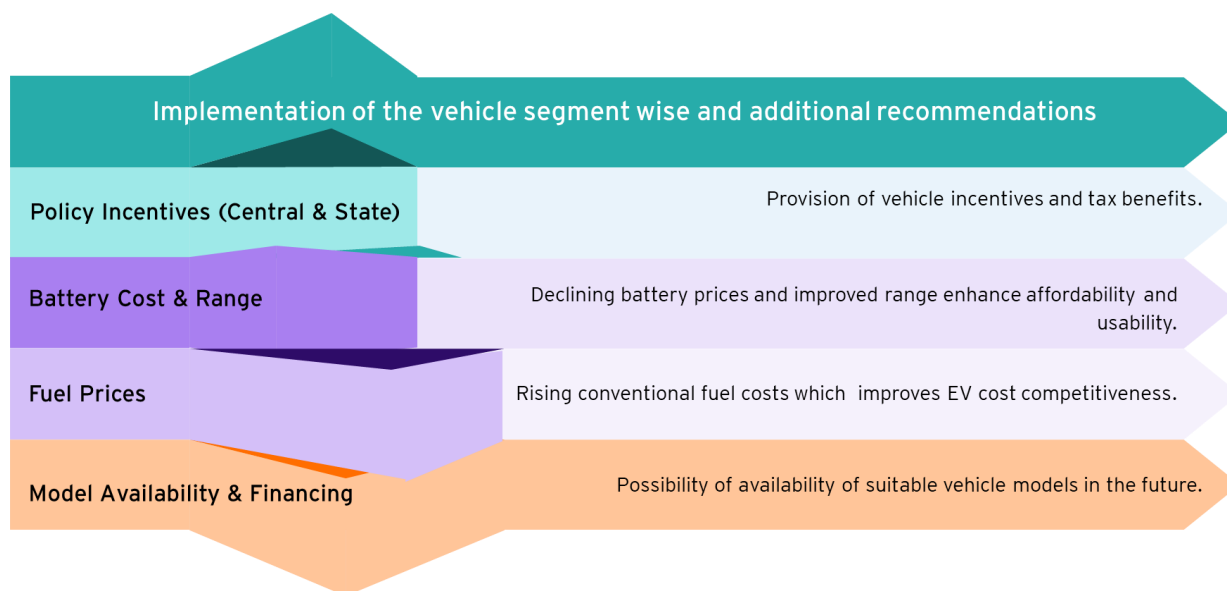 Implementation of the vehicle segment wise and additional recommendations
Policy Incentives (Central & State)
Provision of vehicle incentives and tax benefits.
Battery Cost & Range
Declining battery prices and improved range enhance affordability and
usability.
Fuel Prices
Rising conventional fuel costs which improves EV cost competitiveness.
Model Availability & Financing
Possibility of availability of suitable vehicle models in the future.